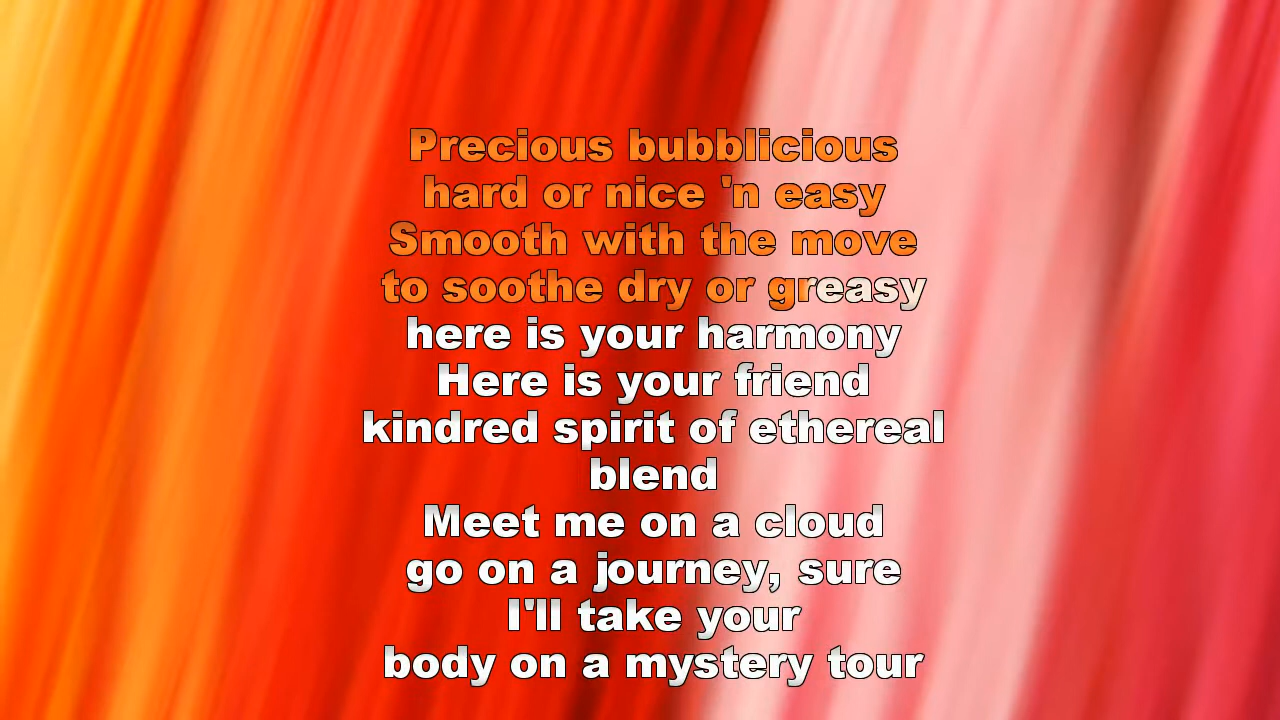 Precious bubblicious
hard or nice 'n easy
Smooth with the move
to soothe dry or greasy
here is your harmony
Here is your friend
kindred spirit of ethereal
blend
Meet me on a cloud
go on a journey, sure
I'll take your
body on a mystery tour